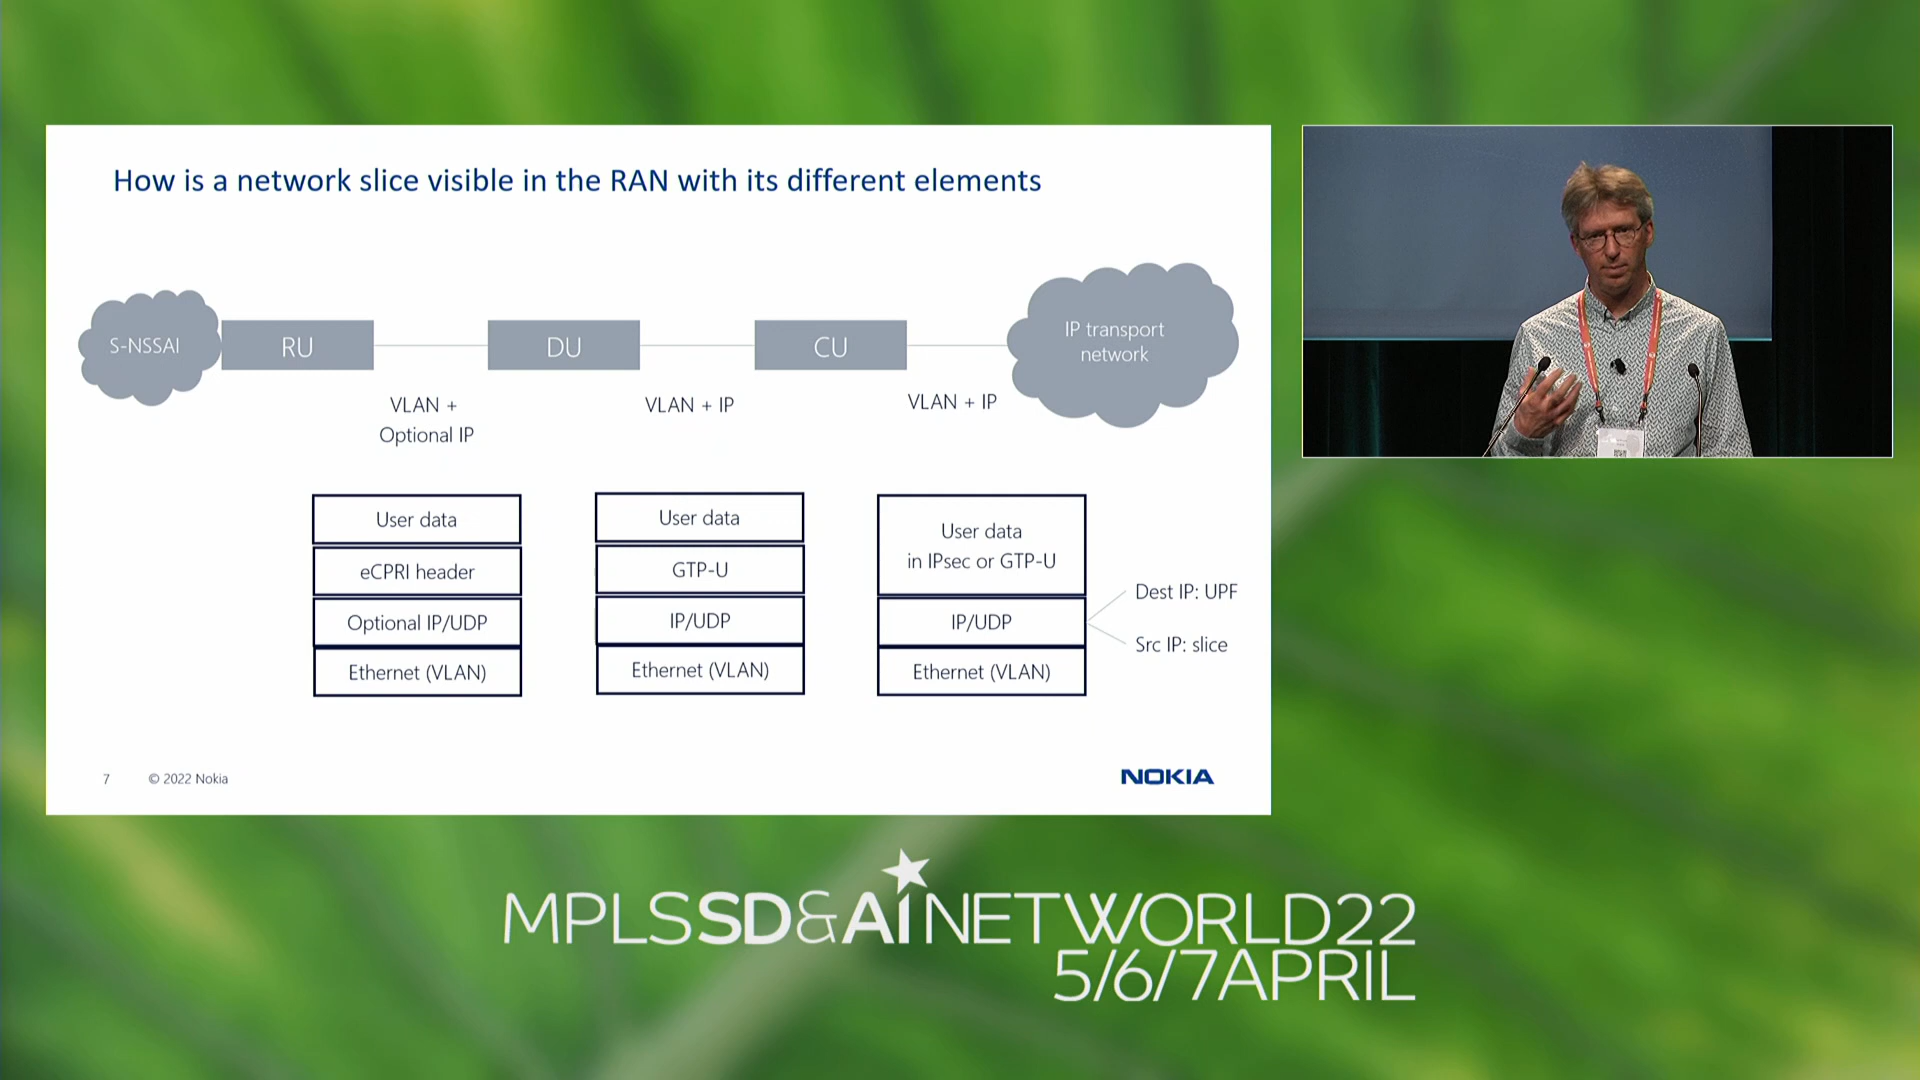 How is a network slice visible in the RAN with its different elements
S-NSSAI
RU
DU
CU
IP transport
network
VLAN +
Optional IP
VLAN + IP
VLAN + IP
User data
eCPRI header
Optional IP/UDP
Ethernet (VLAN)
User data
GTP-U
IP/UDP
Ethernet (VLAN)
User data
in IPsec or GTP-U
IP/UDP
Ethernet (VLAN)
Dest IP: UPF
Src IP: slice
7
© 2022 Nokia
NOKIA
MPLSSD&AINETWORLD22
5/6/7APRIL